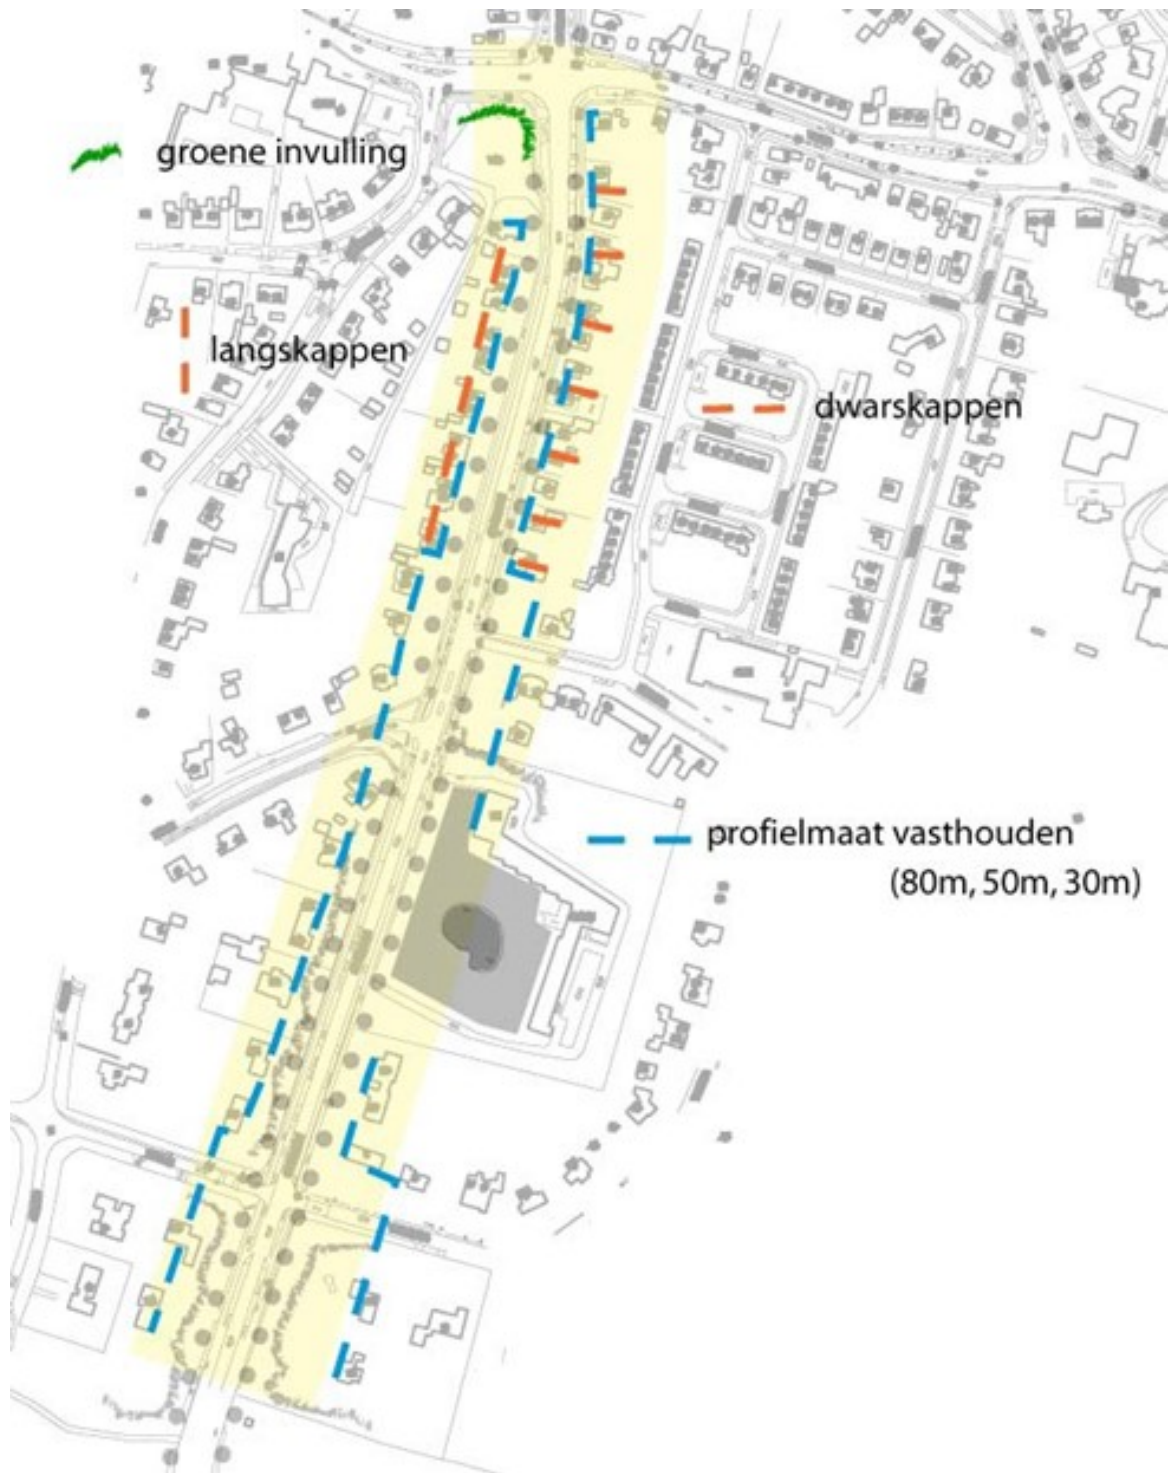 groene invulling
langskappen
dwarskappen
profielmaat vasthouden
(80m, 50m, 30m)